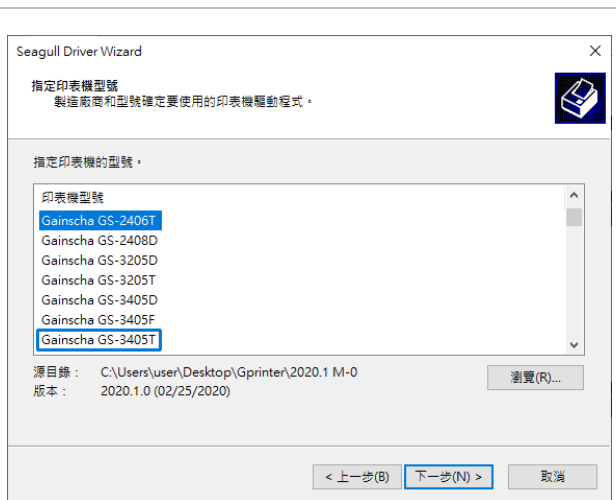 Seagull Driver Wizard
指定印表機型號
製造廠商和型號確定要使用的印表機驅動程式。
指定印表機的型號。
印表機型號
Gainscha GS-2406T
Gainscha GS-2408D
Gainscha GS-3205D
Gainscha GS-3205T
Gainscha GS-3405D
Gainscha GS-3405F
Gainscha GS-3405T
源目錄： C:\Users\user\Desktop\Gprinter\2020.1 M-0
瀏覽(R)...
版本： 2020.1.0 (02/25/2020)
< 上一步(B) 下一步(N) > 取消